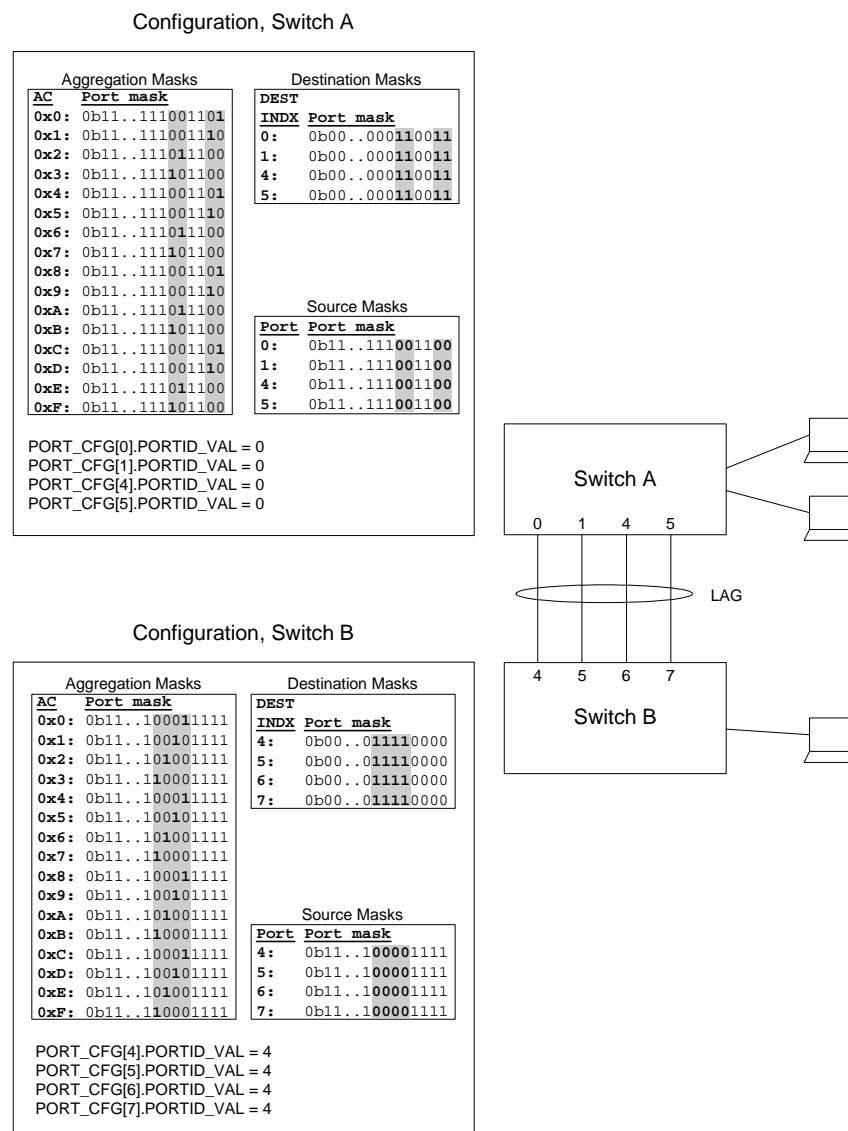 Configuration, Switch A
Aggregation Masks
AC Port mask
0x0: 0b11..111001101
0x1: 0b11..111001110
0x2: 0b11..111011100
0x3: 0b11..111101100
0x4: 0b11..111001101
0x5: 0b11..111001110
0x6: 0b11..111011100
0x7: 0b11..111101100
0x8: 0b11..111001101
0x9: 0b11..111001110
0xA: 0b11..111011100
0xB: 0b11..111101100
0xC: 0b11..111001101
0xD: 0b11..111001110
0xE: 0b11..111011100
0xF: 0b11..111101100
Destination Masks
DEST
INDX Port mask
0: 0b00..000110011
1: 0b00..000110011
4: 0b00..000110011
5: 0b00..000110011
Source Masks
Port Port mask
0: 0b11..111001100
1: 0b11..111001100
4: 0b11..111001100
5: 0b11..111001100
PORT_CFG[0].PORTID_VAL = 0
PORT_CFG[1].PORTID_VAL = 0
PORT_CFG[4].PORTID_VAL = 0
PORT_CFG[5].PORTID_VAL = 0
Switch A
0 1 4 5
LAG
4 5 6 7
Switch B
Configuration, Switch B
Aggregation Masks
AC Port mask
0x0: 0b11..100011111
0x1: 0b11..100101111
0x2: 0b11..101001111
0x3: 0b11..110001111
0x4: 0b11..100011111
0x5: 0b11..100101111
0x6: 0b11..101001111
0x7: 0b11..110001111
0x8: 0b11..100011111
0x9: 0b11..100101111
0xA: 0b11..101001111
0xB: 0b11..110001111
0xC: 0b11..100011111
0xD: 0b11..100101111
0xE: 0b11..101001111
0xF: 0b11..110001111
Destination Masks
DEST
INDX Port mask
4: 0b00..011110000
5: 0b00..011110000
6: 0b00..011110000
7: 0b00..011110000
Source Masks
Port Port mask
4: 0b11..100001111
5: 0b11..100001111
6: 0b11..100001111
7: 0b11..100001111
PORT_CFG[4].PORTID_VAL = 4
PORT_CFG[5].PORTID_VAL = 4
PORT_CFG[6].PORTID_VAL = 4
PORT_CFG[7].PORTID_VAL = 4